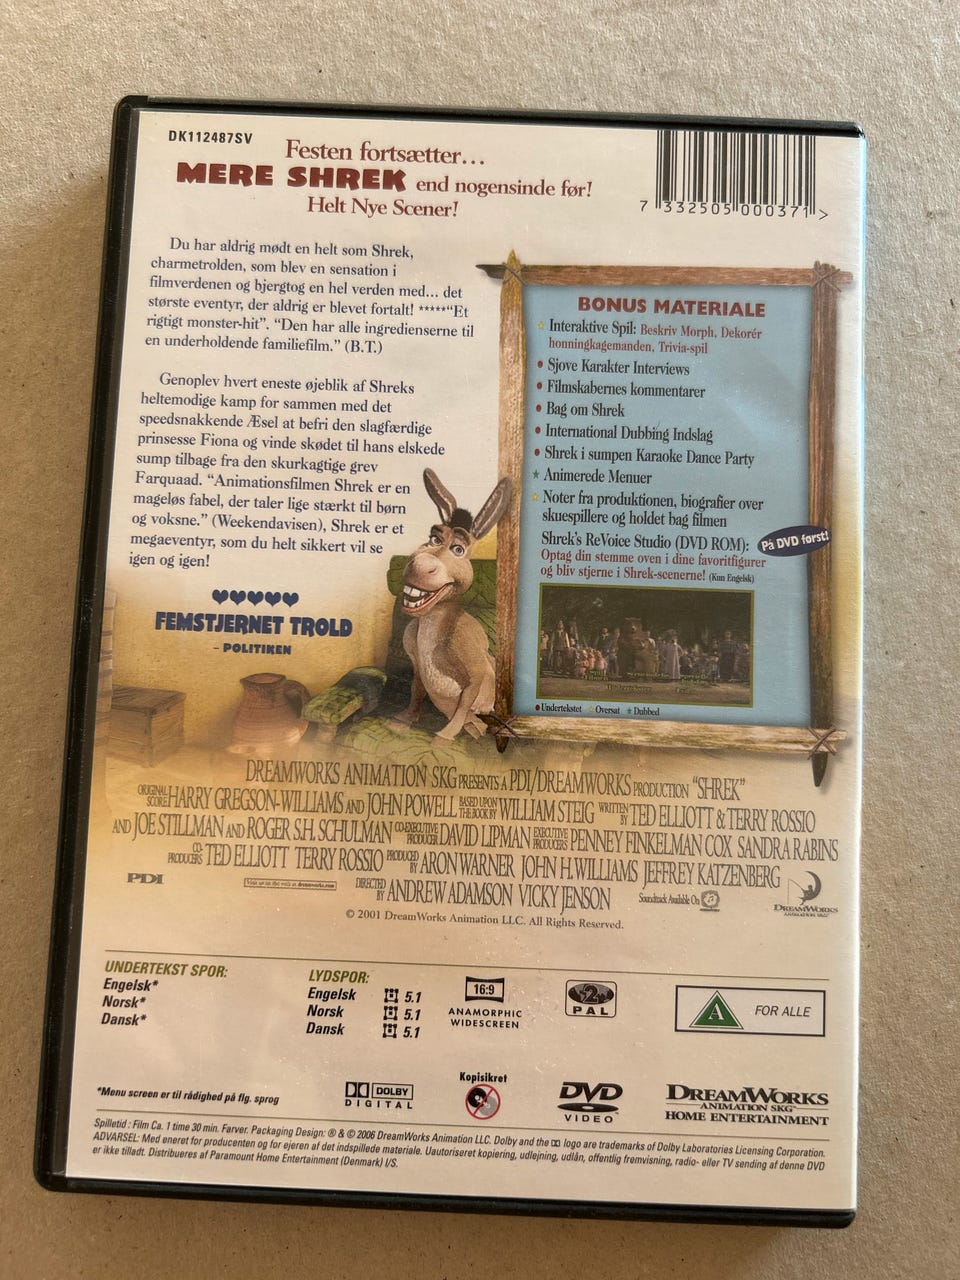 DK112487SV
Festen fortsætter...
MERE SHREK end nogensinde før!
Helt Nye Scener!
7 332505 000371 >
Du har aldrig mødt en helt som Shrek,
charmetrolden, som blev en sensation i
filmverdenen og bjergtog en hel verden med... det
største eventyr, der aldrig er blevet fortalt! *****“Et
rigtigt monster-hit”. “Den har alle ingredienserne til
en underholdende familiefilm.” (B.T.)
Genoplev hvert eneste øjeblik af Shreks
heltemodige kamp for sammen med det
speedsnakkende Æsel at befri den slagfærdige
prinsesse Fiona og vinde skødet til hans elskede
sump tilbage fra den skurkagtige grev
Farquaad. “Animationsfilmen Shrek er en
mageløs fabel, der taler lige stærkt til børn
og voksne.” (Weekendavisen), Shrek er et
megaeventyr, som du helt sikkert vil se
igen og igen!
FEMSTJERNET TROLD
- POLITIKEN
BONUS MATERIALE
Interaktive Spil: Beskriv Morph, Dekorér
honningkagemanden, Trivia-spil
• Sjove Karakter Interviews
• Filmskabernes kommentarer
• Bag om Shrek
• International Dubbing Indslag
• Shrek i sumpen Karaoke Dance Party
★ Animerede Menuer
Noter fra produktionen, biografier over
skuespillere og holdet bag filmen
Shrek's ReVoice Studio (DVD ROM): På DVD først!
Optag din stemme oven i dine favoritfigurer
og bliv stjerne i Shrek-scenerne! (Kun Engelsk)
• Undertekstet ☆ Oversat ★ Dubbed
DREAMWORKS ANIMATION SKG PRESENTS A PDI/DREAMWORKS PRODUCTION “SHREK”
ORIGINAL SCORE HARRY GREGSON-WILLIAMS AND JOHN POWELL BASED UPON THE BOOK BY WILLIAM STEIG WRITTEN BY TED ELLIOTT & TERRY ROSSIO
AND JOE STILLMAN AND ROGER S.H. SCHULMAN CO-EXECUTIVE PRODUCER DAVID LIPMAN EXECUTIVE PRODUCERS PENNEY FINKELMAN COX SANDRA RABINS
CO-PRODUCERS TED ELLIOTT TERRY ROSSIO PRODUCED BY ARON WARNER JOHN H. WILLIAMS JEFFREY KATZENBERG
PDI
Visit us on the web at dreamworks.com
DIRECTED BY ANDREW ADAMSON VICKY JENSON
Soundtrack Available On
DREAMWORKS
ANIMATION SKG
© 2001 DreamWorks Animation LLC. All Rights Reserved.
UNDERTEKST SPOR:
Engelsk*
Norsk*
Dansk*
LYDSPOR:
Engelsk 5.1
Norsk 5.1
Dansk 5.1
16:9
ANAMORPHIC
WIDESCREEN
2
PAL
A FOR ALLE
*Menu screen er til rådighed på flg. sprog
DOLBY
DIGITAL
Kopisikret
DVD
VIDEO
DREAMWORKS
ANIMATION SKG
HOME ENTERTAINMENT
Spilletid : Film Ca. 1 time 30 min. Farver. Packaging Design: ® & © 2006 DreamWorks Animation LLC. Dolby and the logo are trademarks of Dolby Laboratories Licensing Corporation.
ADVARSEL: Med eneret for producenten og for ejeren af det indspillede materiale. Uautoriseret kopiering, udlejning, udlån, offentlig fremvisning, radio- eller TV sending af denne DVD
er ikke tilladt. Distribueres af Paramount Home Entertainment (Denmark) I/S.